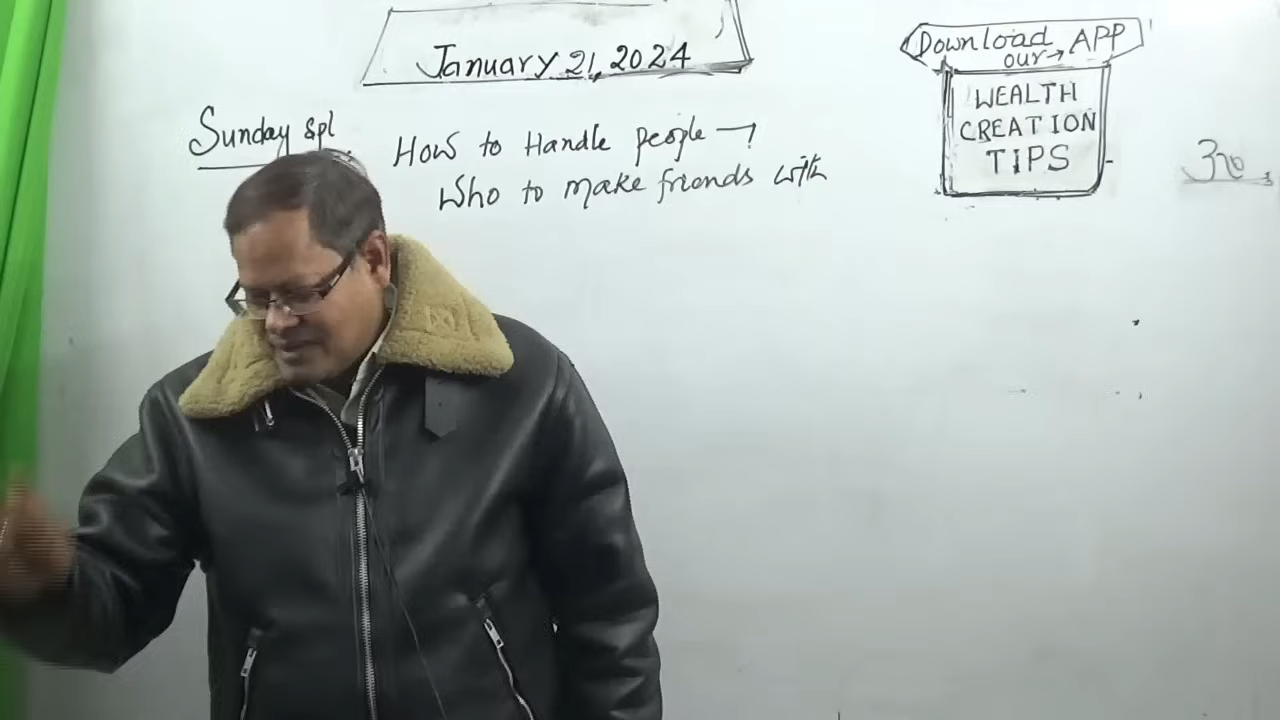 January 21, 2024
Sunday spl
How to Handle people →
Who to make friends with
Download APP
our→
WEALTH
CREATION
TIPS